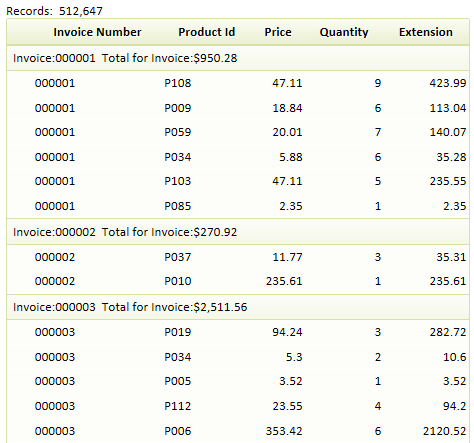 Records: 512,647
Invoice Number Product Id Price Quantity Extension
Invoice:000001 Total for Invoice:$950.28
000001 P108 47.11 9 423.99
000001 P009 18.84 6 113.04
000001 P059 20.01 7 140.07
000001 P034 5.88 6 35.28
000001 P103 47.11 5 235.55
000001 P085 2.35 1 2.35
Invoice:000002 Total for Invoice:$270.92
000002 P037 11.77 3 35.31
000002 P010 235.61 1 235.61
Invoice:000003 Total for Invoice:$2,511.56
000003 P019 94.24 3 282.72
000003 P034 5.3 2 10.6
000003 P005 3.52 1 3.52
000003 P112 23.55 4 94.2
000003 P006 353.42 6 2120.52